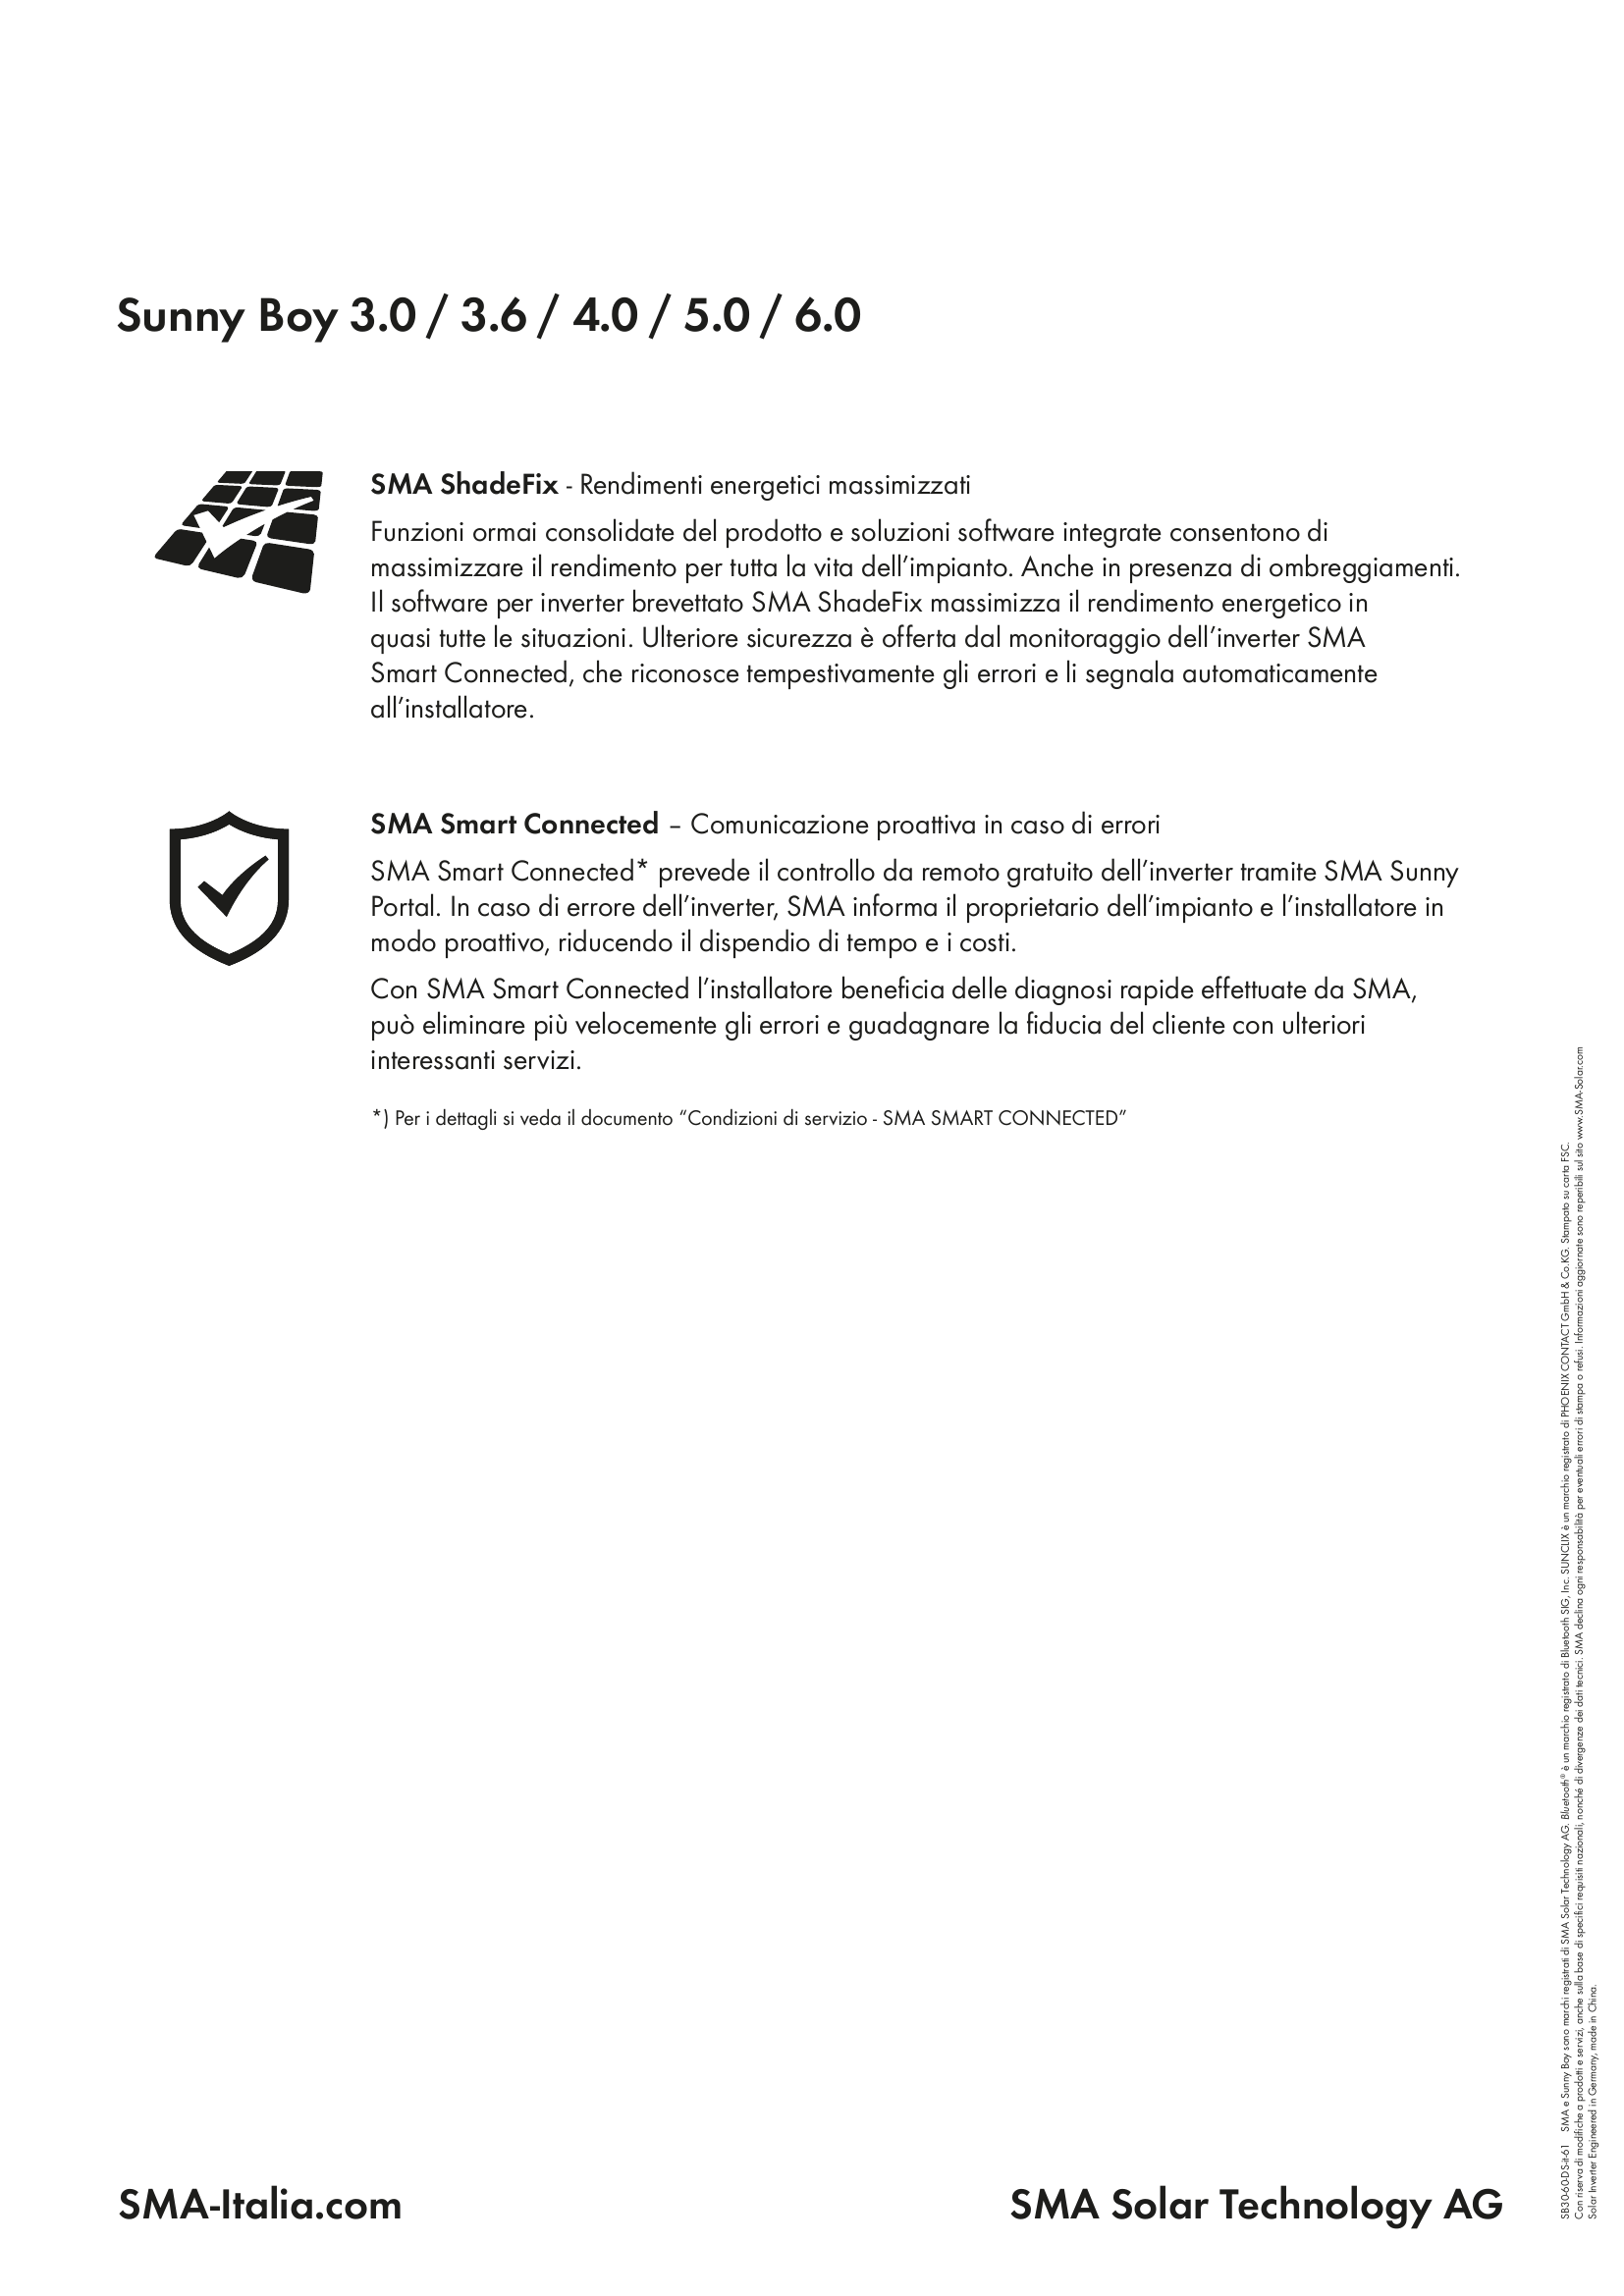 Sunny Boy 3.0 / 3.6 / 4.0 / 5.0 / 6.0
SMA ShadeFix - Rendimenti energetici massimizzati
Funzioni ormai consolidate del prodotto e soluzioni software integrate consentono di
massimizzare il rendimento per tutta la vita dell’impianto. Anche in presenza di ombreggiamenti.
Il software per inverter brevettato SMA ShadeFix massimizza il rendimento energetico in
quasi tutte le situazioni. Ulteriore sicurezza è offerta dal monitoraggio dell’inverter SMA
Smart Connected, che riconosce tempestivamente gli errori e li segnala automaticamente
all’installatore.
SMA Smart Connected – Comunicazione proattiva in caso di errori
SMA Smart Connected* prevede il controllo da remoto gratuito dell’inverter tramite SMA Sunny
Portal. In caso di errore dell’inverter, SMA informa il proprietario dell’impianto e l’installatore in
modo proattivo, riducendo il dispendio di tempo e i costi.
Con SMA Smart Connected l’installatore beneficia delle diagnosi rapide effettuate da SMA,
può eliminare più velocemente gli errori e guadagnare la fiducia del cliente con ulteriori
interessanti servizi.
*) Per i dettagli si veda il documento “Condizioni di servizio - SMA SMART CONNECTED”
SB30-60-DS-it-61 SMA e Sunny Boy sono marchi registrati di SMA Solar Technology AG. Bluetooth® è un marchio registrato di Bluetooth SIG, Inc. SUNCLIX è un marchio registrato di PHOENIX CONTACT GmbH & Co.KG. Stampato su carta FSC.
Con riserva di modifiche a prodotti e servizi, anche sulla base di specifici requisiti nazionali, nonché di divergenze dei dati tecnici. SMA declina ogni responsabilità per eventuali errori di stampa o refusi. Informazioni aggiornate sono reperibili sul sito www.SMA-Solar.com
Solar Inverter Engineered in Germany, made in China.
SMA-Italia.com
SMA Solar Technology AG